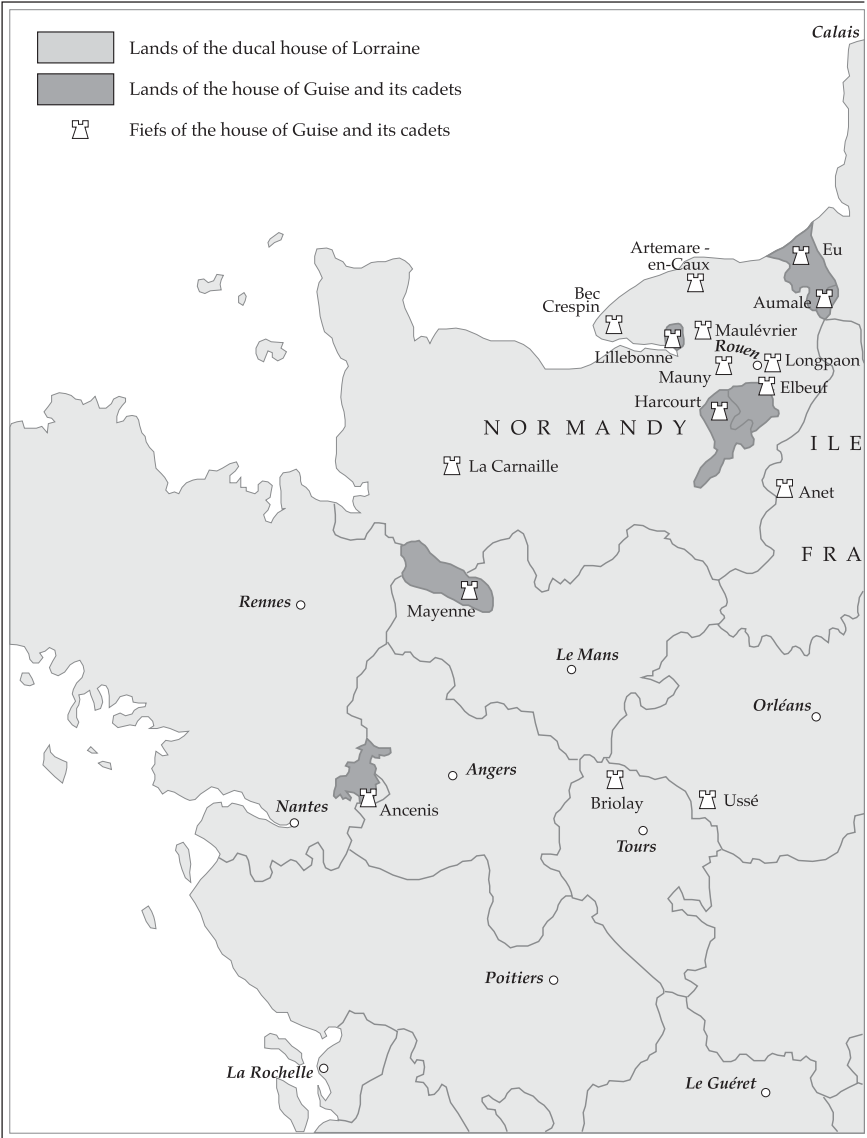 Calais
Lands of the ducal house of Lorraine
Lands of the house of Guise and its cadets
Fiefs of the house of Guise and its cadets
Artemare -
en-Caux
Eu
Bec
Crespin
Aumale
Maulévrier
Rouen
Lillebonne
Longpaon
Mauny
Elbeuf
Harcourt
NORMANDY
ILE
La Carnaille
Anet
FRA
Rennes
Mayenne
Le Mans
Orléans
Angers
Nantes
Ancenis
Briolay
Ussé
Tours
Poitiers
La Rochelle
Le Guéret